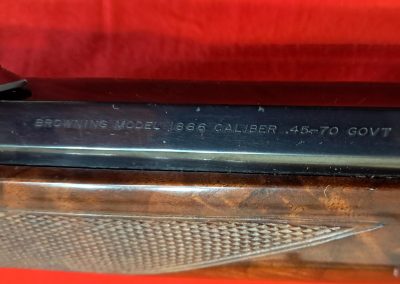 BROWNING MODEL 1886 CALIBER .45-70 GOVT